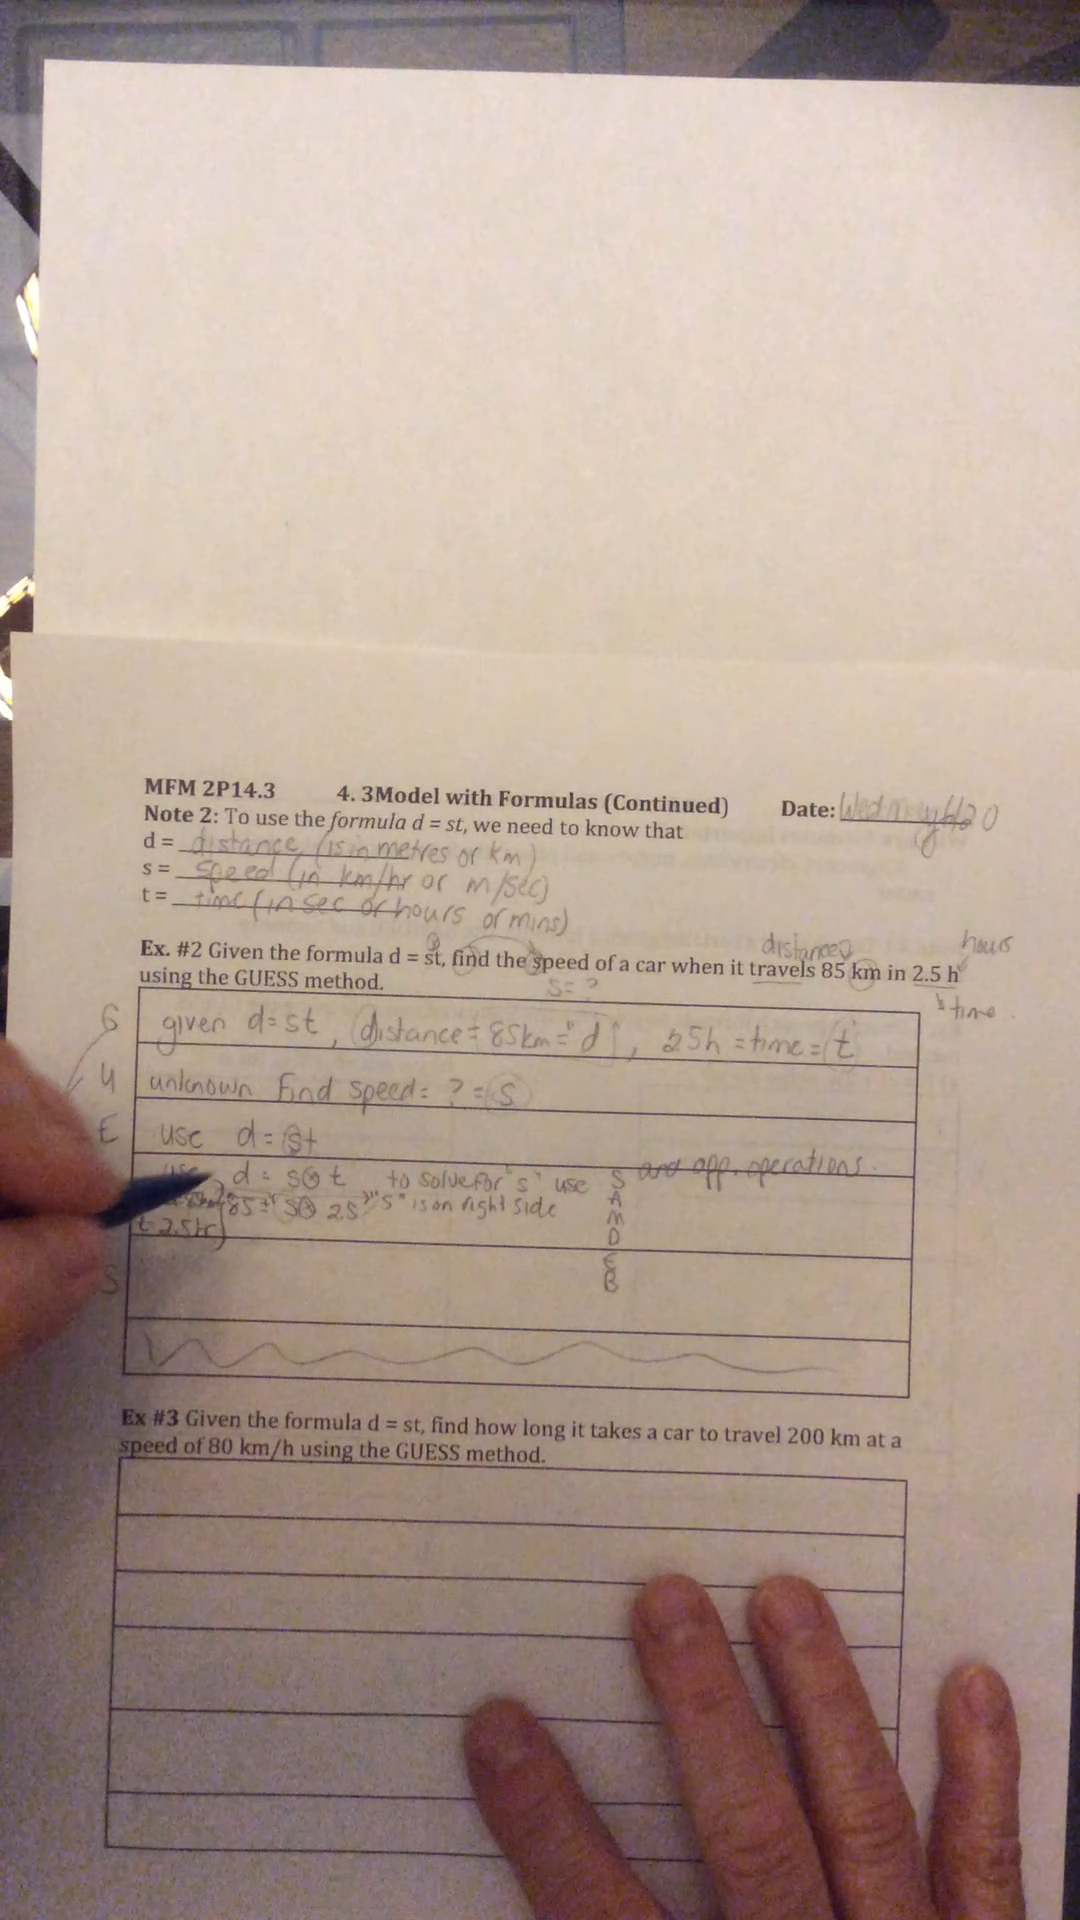 MFM 2P14.3 4. 3Model with Formulas (Continued) Date:
Note 2: To use the formula d = st, we need to know that
d = distance (is in metres or km)
s = speed (in km/hr or m/sec)
t = time (in sec or hours or mins)
distance hours
Ex. #2 Given the formula d = st, find the speed of a car when it travels 85 km in 2.5 h
using the GUESS method. s = ? time
G given d=st , distance = 85km = "d", 2.5h = time = t
U unknown Find speed = ? = s
E use d = st
d = s t to solve for "s" use S and opp. operations.
85 = s 2.5 "s" is on right side A
t = 2.5hr M
D
S E
B
Ex #3 Given the formula d = st, find how long it takes a car to travel 200 km at a
speed of 80 km/h using the GUESS method.